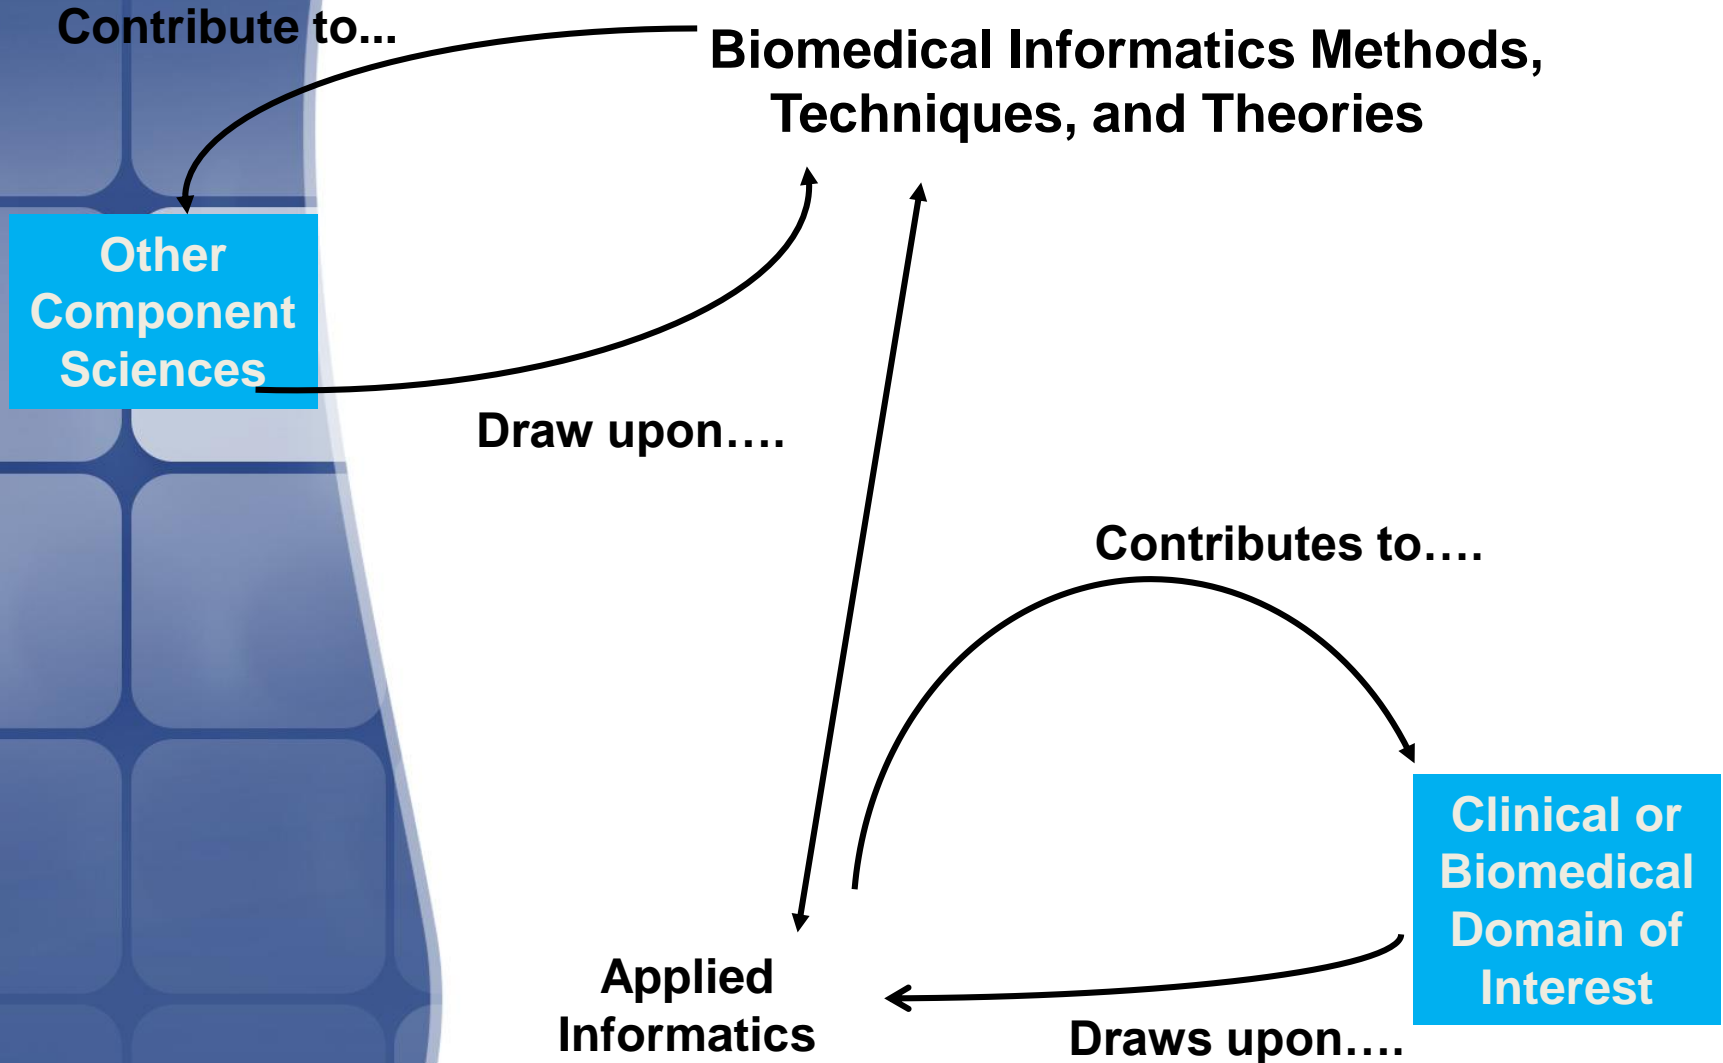 Contribute to...
Biomedical Informatics Methods,
Techniques, and Theories
Other
Component
Sciences
Draw upon....
Contributes to....
Clinical or
Biomedical
Domain of
Interest
Applied
Informatics
Draws upon....